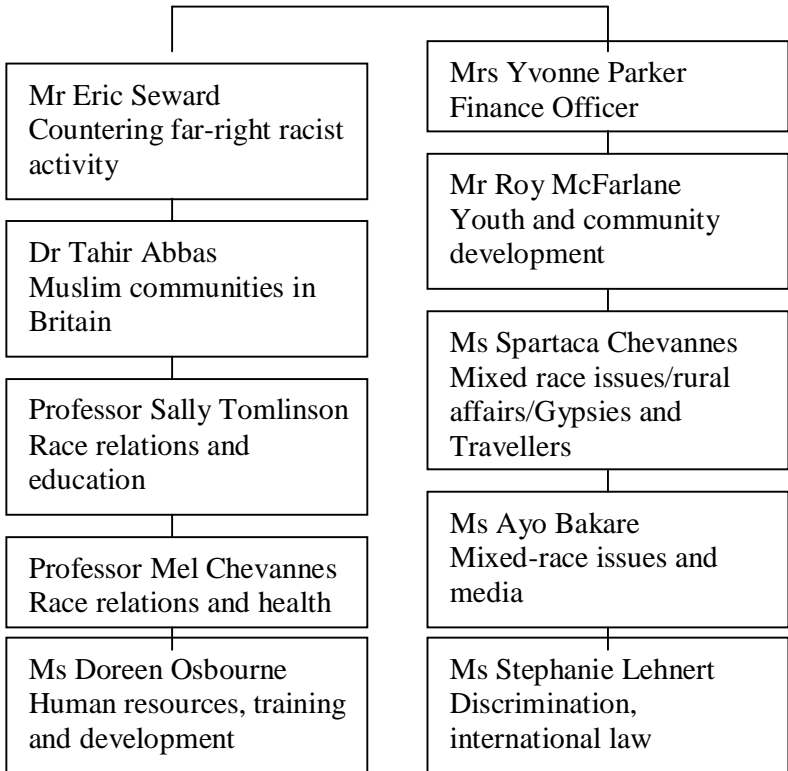 Mr Eric Seward
Countering far-right racist
activity
Dr Tahir Abbas
Muslim communities in
Britain
Professor Sally Tomlinson
Race relations and
education
Professor Mel Chevannes
Race relations and health
Ms Doreen Osbourne
Human resources, training
and development
Mrs Yvonne Parker
Finance Officer
Mr Roy McFarlane
Youth and community
development
Ms Spartaca Chevannes
Mixed race issues/rural
affairs/Gypsies and
Travellers
Ms Ayo Bakare
Mixed-race issues and
media
Ms Stephanie Lehnert
Discrimination,
international law